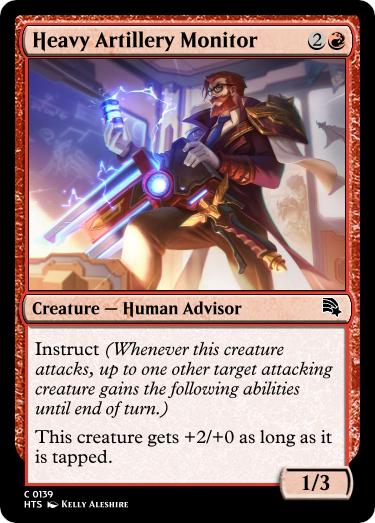 Heavy Artillery Monitor 2
Creature — Human Advisor
Instruct (Whenever this creature
attacks, up to one other target attacking
creature gains the following abilities
until end of turn.)
This creature gets +2/+0 as long as it
is tapped.
1/3
C 0139
HTS Kelly Aleshire